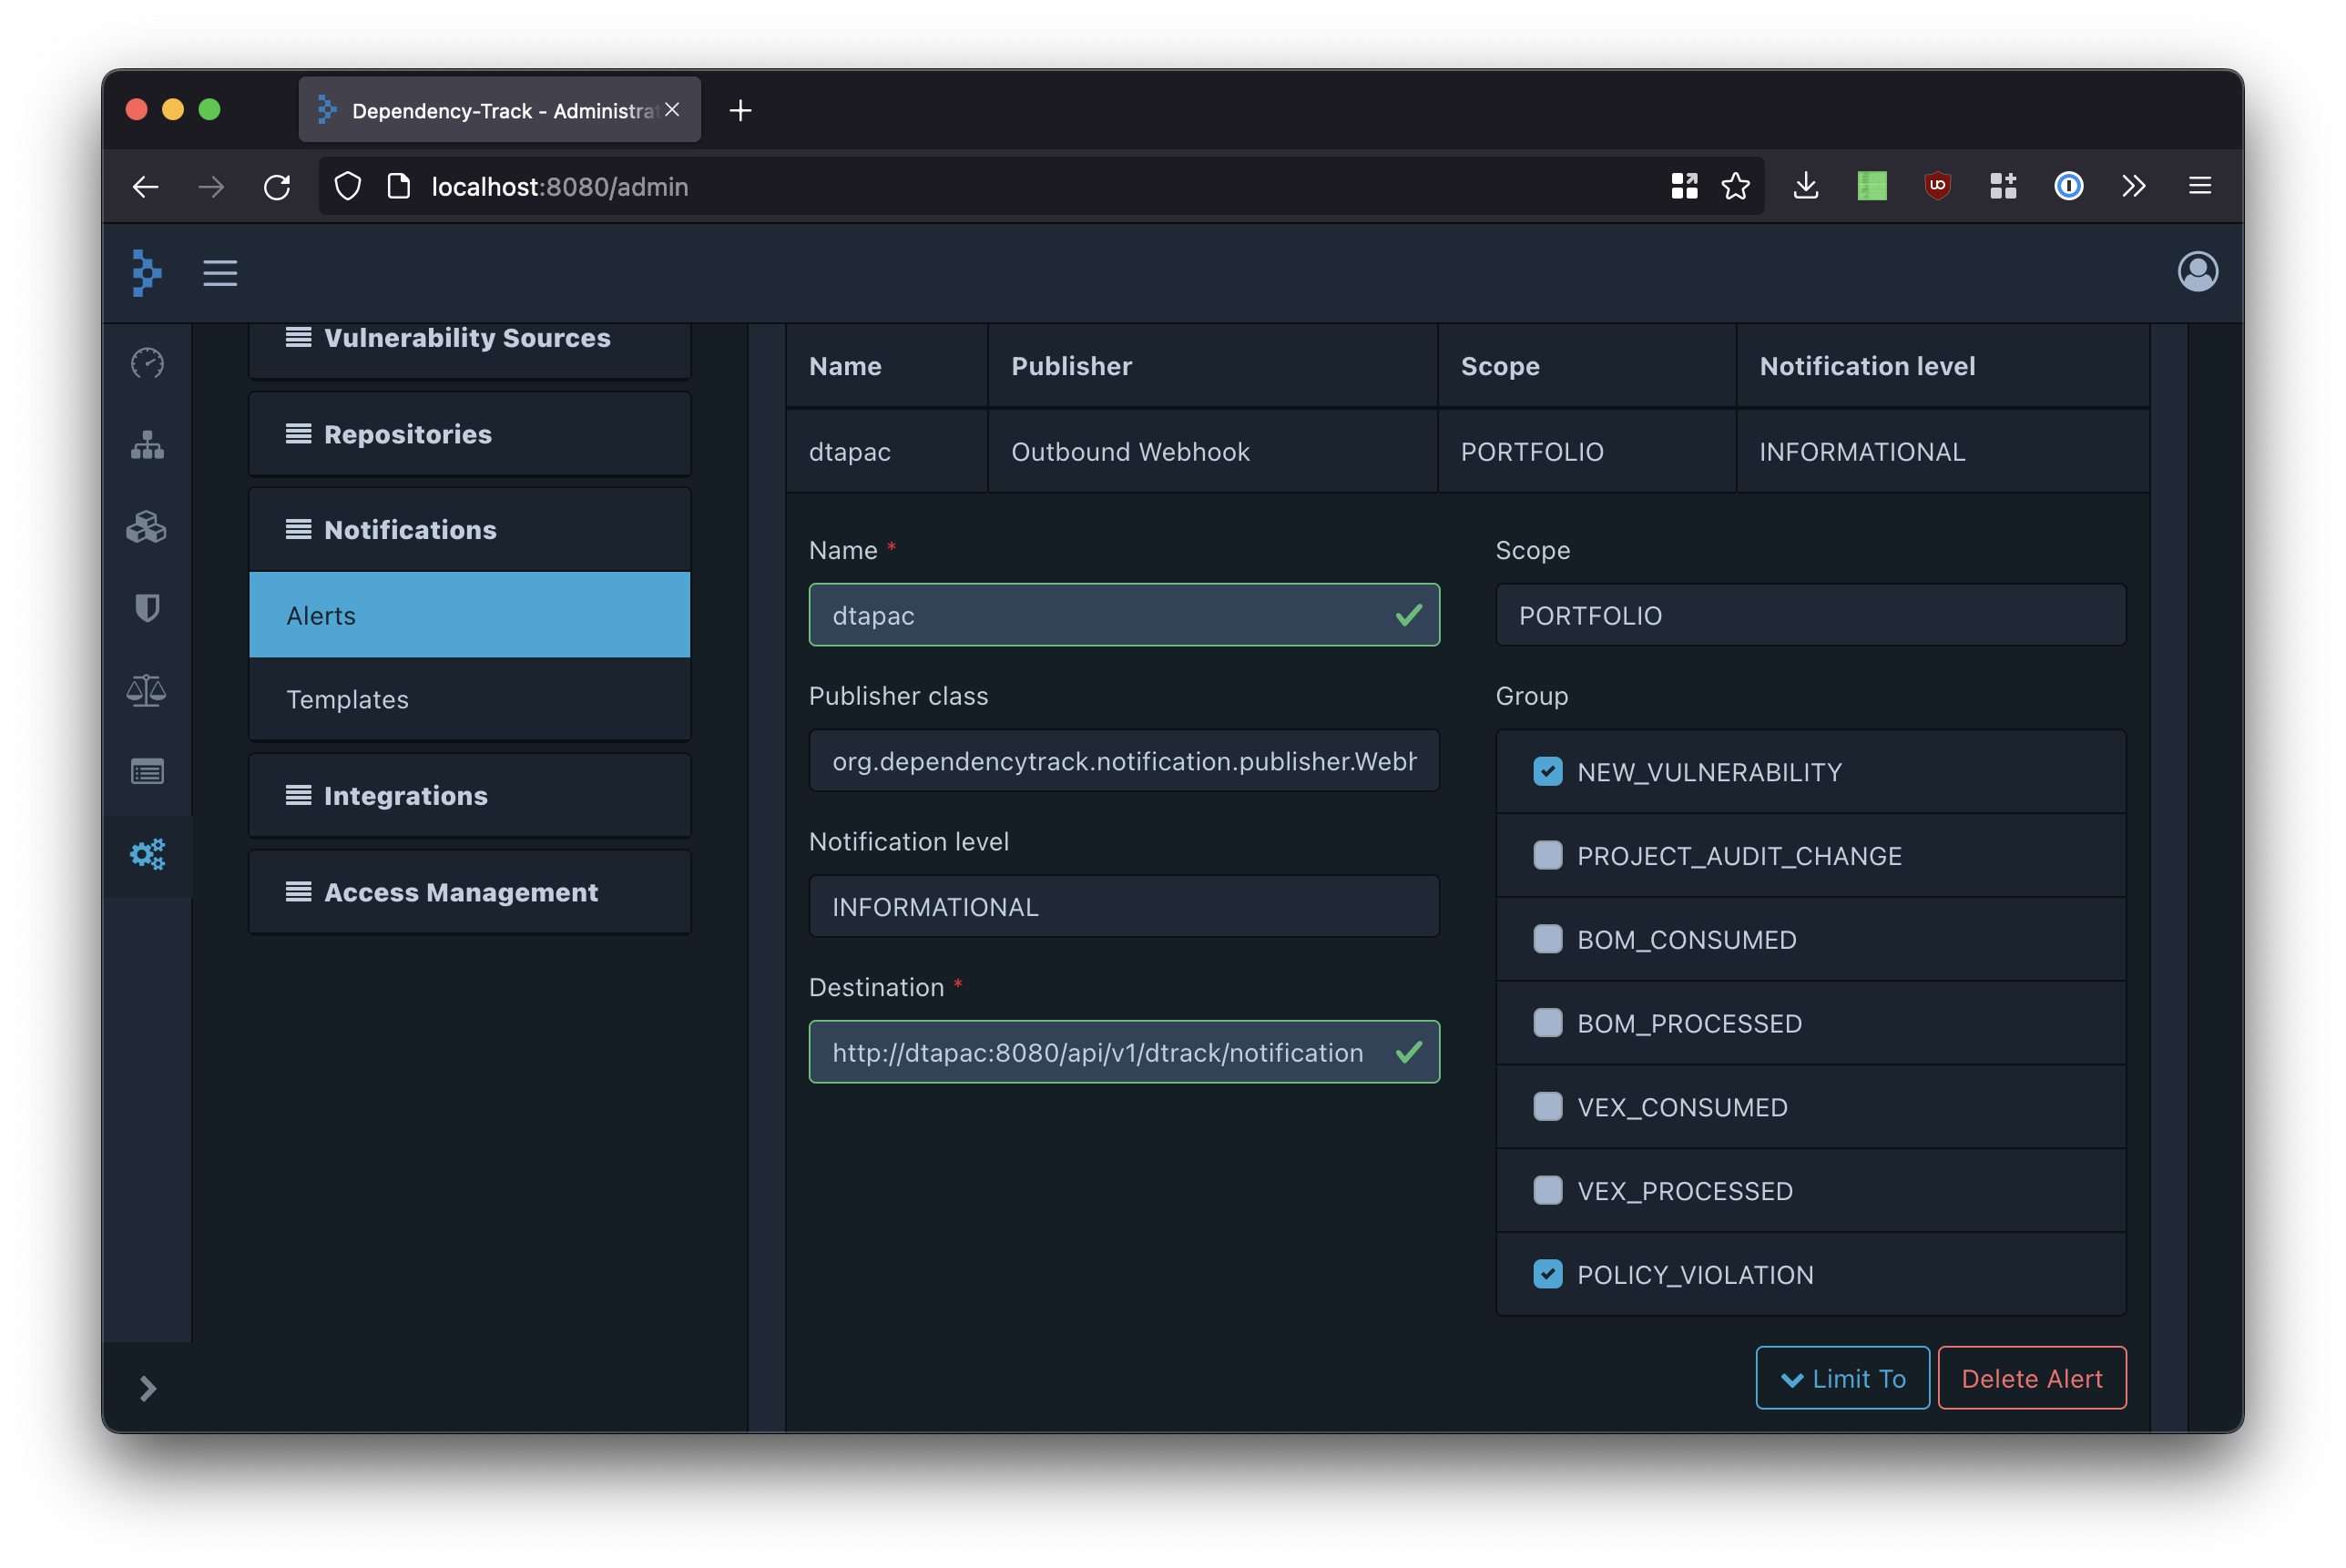 Dependency-Track - Administra
localhost:8080/admin
Vulnerability Sources
Repositories
Notifications
Alerts
Templates
Integrations
Access Management
Name Publisher Scope Notification level
dtapac Outbound Webhook PORTFOLIO INFORMATIONAL
Name *
dtapac
Publisher class
org.dependencytrack.notification.publisher.Webh
Notification level
INFORMATIONAL
Destination *
http://dtapac:8080/api/v1/dtrack/notification
Scope
PORTFOLIO
Group
NEW_VULNERABILITY
PROJECT_AUDIT_CHANGE
BOM_CONSUMED
BOM_PROCESSED
VEX_CONSUMED
VEX_PROCESSED
POLICY_VIOLATION
Limit To
Delete Alert